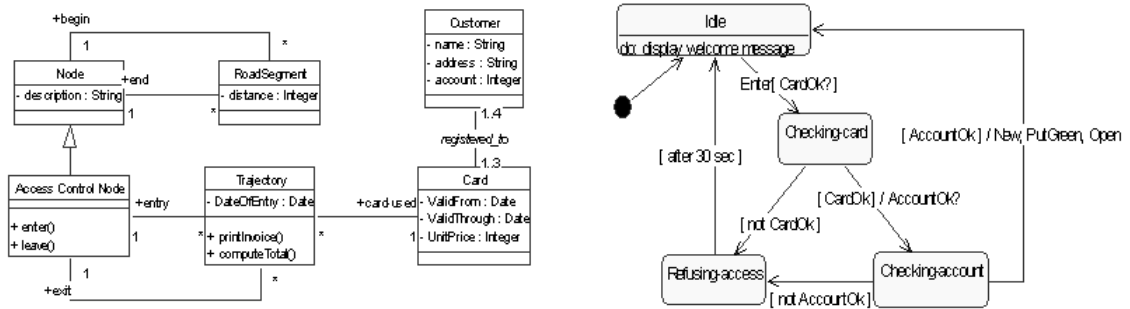 +begin
1
*
Node
- description : String
+end
1
*
RoadSegment
- distance : Integer
Customer
- name : String
- address : String
- account : Integer
1..4
registered_to
1..3
Access Control Node
+ enter()
+ leave()
+entry
1
*
Trajectory
- DateOfEntry : Date
+ printInvoice()
+ computeTotal()
*
+card-used
1
Card
- ValidFrom : Date
- ValidThrough : Date
- UnitPrice : Integer
1
+exit
*
Idle
do: display welcome message
Enter[ CardOk? ]
Checking-card
[ AccountOk ] / New, PutGreen, Open
[ after 30 sec ]
[ CardOk ] / AccountOk?
[ not CardOk ]
Refusing-access
Checking-account
[ not AccountOk ]